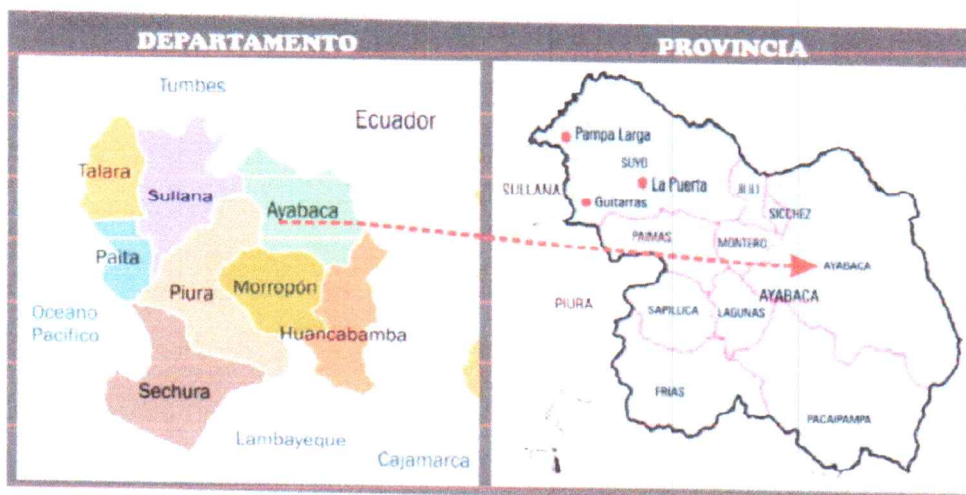 DEPARTAMENTO
Tumbes
Ecuador
Talara
Sullana
Ayabaca
Paita
Piura
Morropón
Oceano
Pacifico
Huancabamba
Sechura
Lambayeque
Cajamarca
PROVINCIA
Pampa Larga
SUYO
SULLANA
La Puerta
Guitarras
SICCHEZ
PAIMAS
MONTERO
AYABACA
PIURA
AYABACA
SAPILLICA
LAGUNAS
FRIAS
PACAIPAMPA